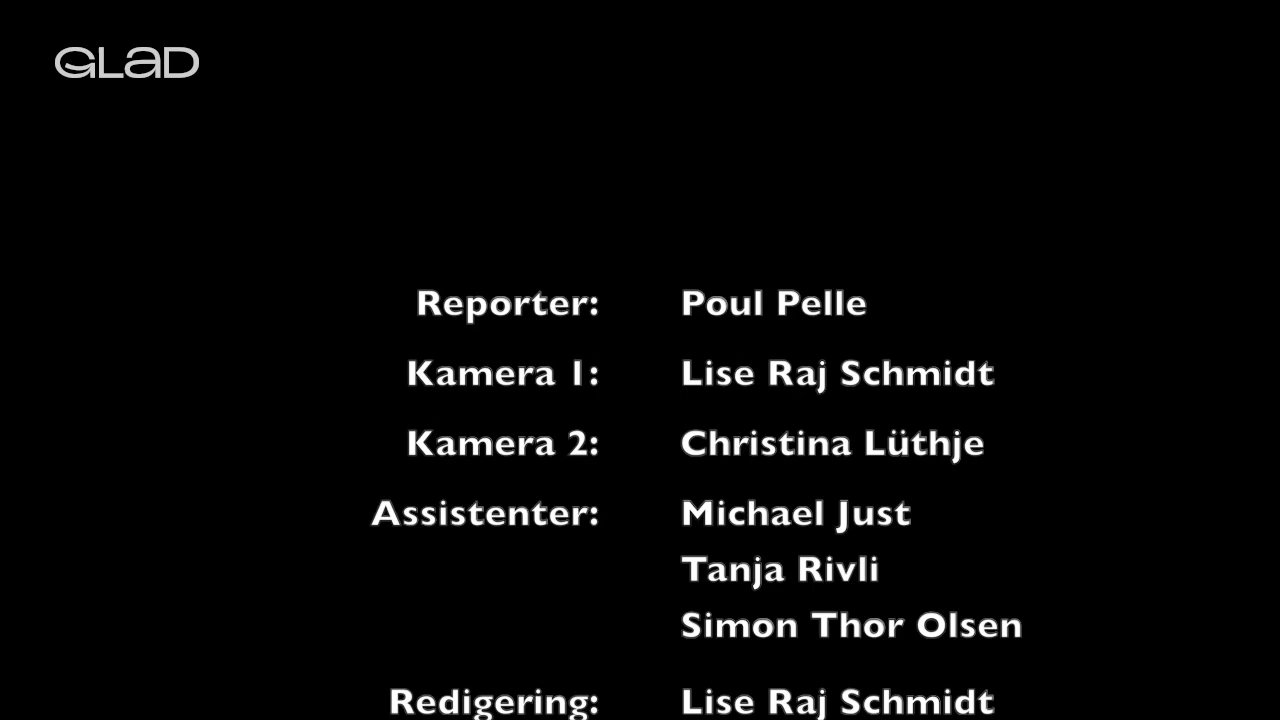 GLAD
Reporter: Poul Pelle
Kamera 1: Lise Raj Schmidt
Kamera 2: Christina Lüthje
Assistenter: Michael Just
Tanja Rivli
Simon Thor Olsen
Redigering: Lise Raj Schmidt